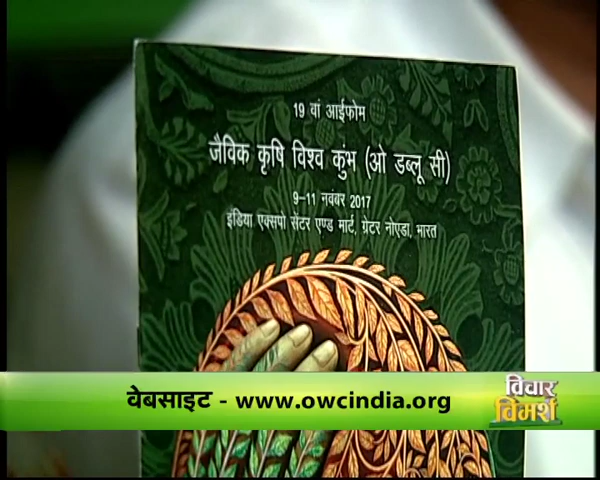 19 वां आईफोम
जैविक कृषि विश्व कुंभ (ओ डब्लू सी)
9-11 नवंबर 2017
इंडिया एक्सपो सेंटर एण्ड मार्ट, ग्रेटर नोएडा, भारत
वेबसाइट - www.owcindia.org
विचार
विमर्श